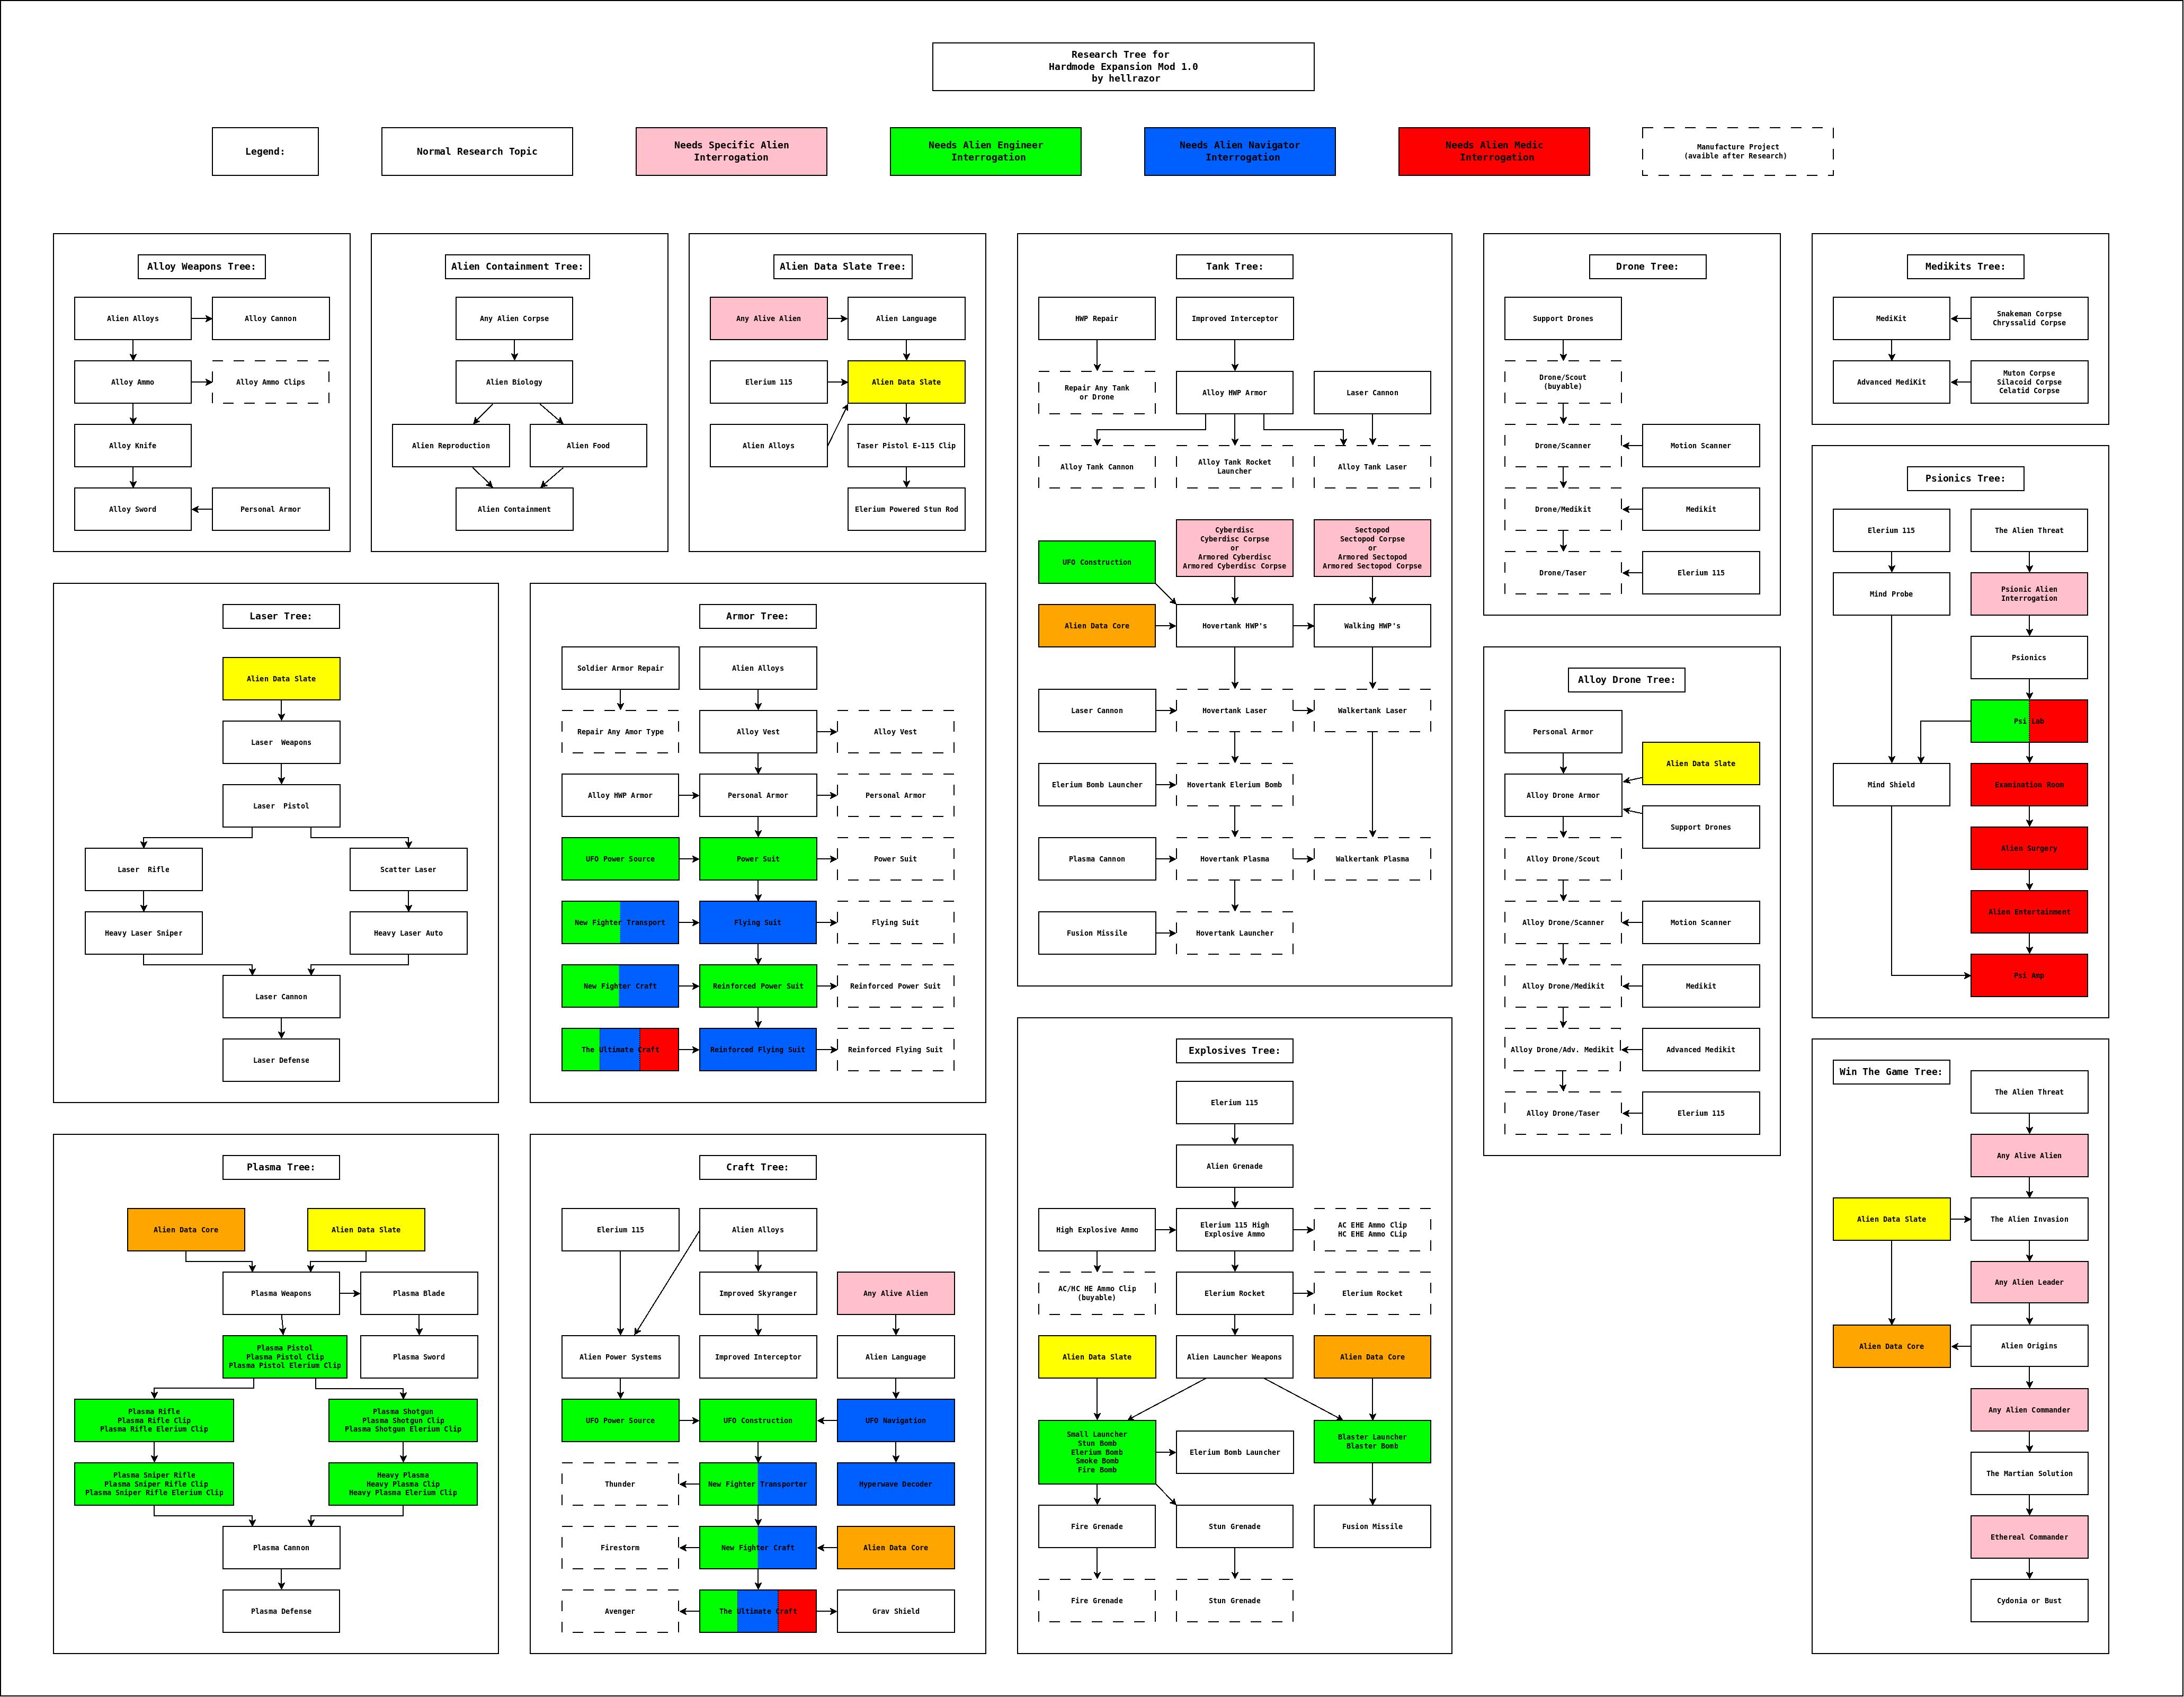 Research Tree for
Hardmode Expansion Mod 1.0
by hellrazor
Legend:
Normal Research Topic
Needs Specific Alien
Interrogation
Needs Alien Engineer
Interrogation
Needs Alien Navigator
Interrogation
Needs Alien Medic
Interrogation
Manufacture Project
(avaible after Research)
Alloy Weapons Tree:
Alien Alloys
Alloy Cannon
Alloy Ammo
Alloy Ammo Clips
Alloy Knife
Alloy Sword
Personal Armor
Alien Containment Tree:
Any Alien Corpse
Alien Biology
Alien Reproduction
Alien Food
Alien Containment
Alien Data Slate Tree:
Any Alive Alien
Alien Language
Elerium 115
Alien Data Slate
Alien Alloys
Taser Pistol E-115 Clip
Elerium Powered Stun Rod
Tank Tree:
HWP Repair
Improved Interceptor
Repair Any Tank
or Drone
Alloy HWP Armor
Laser Cannon
Alloy Tank Cannon
Alloy Tank Rocket
Launcher
Alloy Tank Laser
UFO Construction
Cyberdisc
Cyberdisc Corpse
or
Armored Cyberdisc
Armored Cyberdisc Corpse
Sectopod
Sectopod Corpse
or
Armored Sectopod
Armored Sectopod Corpse
Alien Data Core
Hovertank HWP's
Walking HWP's
Laser Cannon
Hovertank Laser
Walkertank Laser
Elerium Bomb Launcher
Hovertank Elerium Bomb
Plasma Cannon
Hovertank Plasma
Walkertank Plasma
Fusion Missile
Hovertank Launcher
Drone Tree:
Support Drones
Drone/Scout
(buyable)
Drone/Scanner
Motion Scanner
Drone/Medikit
Medikit
Drone/Taser
Elerium 115
Medikits Tree:
MediKit
Snakeman Corpse
Chryssalid Corpse
Advanced MediKit
Muton Corpse
Silacoid Corpse
Celatid Corpse
Psionics Tree:
Elerium 115
The Alien Threat
Mind Probe
Psionic Alien
Interrogation
Psionics
Psi Lab
Mind Shield
Examination Room
Alien Surgery
Alien Entertainment
Psi Amp
Laser Tree:
Alien Data Slate
Laser  Weapons
Laser  Pistol
Laser  Rifle
Scatter Laser
Heavy Laser Sniper
Heavy Laser Auto
Laser Cannon
Laser Defense
Armor Tree:
Soldier Armor Repair
Alien Alloys
Repair Any Amor Type
Alloy Vest
Alloy Vest
Alloy HWP Armor
Personal Armor
Personal Armor
UFO Power Source
Power Suit
Power Suit
New Fighter Transport
Flying Suit
Flying Suit
New Fighter Craft
Reinforced Power Suit
Reinforced Power Suit
The Ultimate Craft
Reinforced Flying Suit
Reinforced Flying Suit
Alloy Drone Tree:
Personal Armor
Alien Data Slate
Alloy Drone Armor
Support Drones
Alloy Drone/Scout
Alloy Drone/Scanner
Motion Scanner
Alloy Drone/Medikit
Medikit
Alloy Drone/Adv. Medikit
Advanced Medikit
Alloy Drone/Taser
Elerium 115
Plasma Tree:
Alien Data Core
Alien Data Slate
Plasma Weapons
Plasma Blade
Plasma Pistol
Plasma Pistol Clip
Plasma Pistol Elerium Clip
Plasma Sword
Plasma Rifle
Plasma Rifle Clip
Plasma Rifle Elerium Clip
Plasma Shotgun
Plasma Shotgun Clip
Plasma Shotgun Elerium Clip
Plasma Sniper Rifle
Plasma Sniper Rifle Clip
Plasma Sniper Rifle Elerium Clip
Heavy Plasma
Heavy Plasma Clip
Heavy Plasma Elerium Clip
Plasma Cannon
Plasma Defense
Craft Tree:
Elerium 115
Alien Alloys
Improved Skyranger
Any Alive Alien
Alien Power Systems
Improved Interceptor
Alien Language
UFO Power Source
UFO Construction
UFO Navigation
Thunder
New Fighter Transporter
Hyperwave Decoder
Firestorm
New Fighter Craft
Alien Data Core
Avenger
The Ultimate Craft
Grav Shield
Explosives Tree:
Elerium 115
Alien Grenade
High Explosive Ammo
Elerium 115 High
Explosive Ammo
AC EHE Ammo Clip
HC EHE Ammo CLip
AC/HC HE Ammo Clip
(buyable)
Elerium Rocket
Elerium Rocket
Alien Data Slate
Alien Launcher Weapons
Alien Data Core
Small Launcher
Stun Bomb
Elerium Bomb
Smoke Bomb
Fire Bomb
Elerium Bomb Launcher
Blaster Launcher
Blaster Bomb
Fire Grenade
Stun Grenade
Fusion Missile
Fire Grenade
Stun Grenade
Win The Game Tree:
The Alien Threat
Any Alive Alien
Alien Data Slate
The Alien Invasion
Any Alien Leader
Alien Data Core
Alien Origins
Any Alien Commander
The Martian Solution
Ethereal Commander
Cydonia or Bust